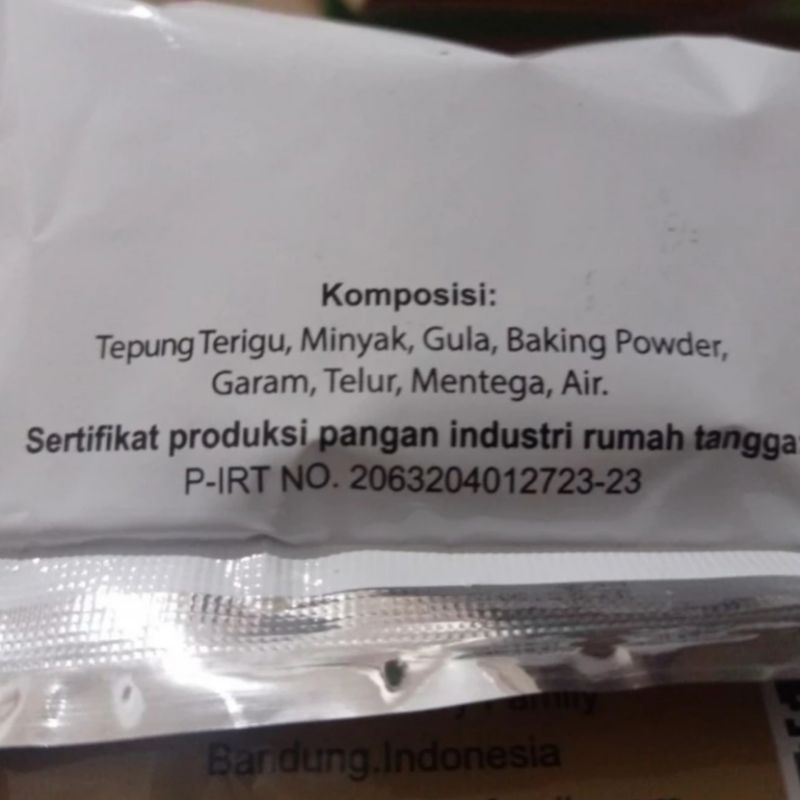 Komposisi:
Tepung Terigu, Minyak, Gula, Baking Powder,
Garam, Telur, Mentega, Air.
Sertifikat produksi pangan industri rumah tangga
P-IRT NO. 2063204012723-23
Family
Bandung.Indonesia